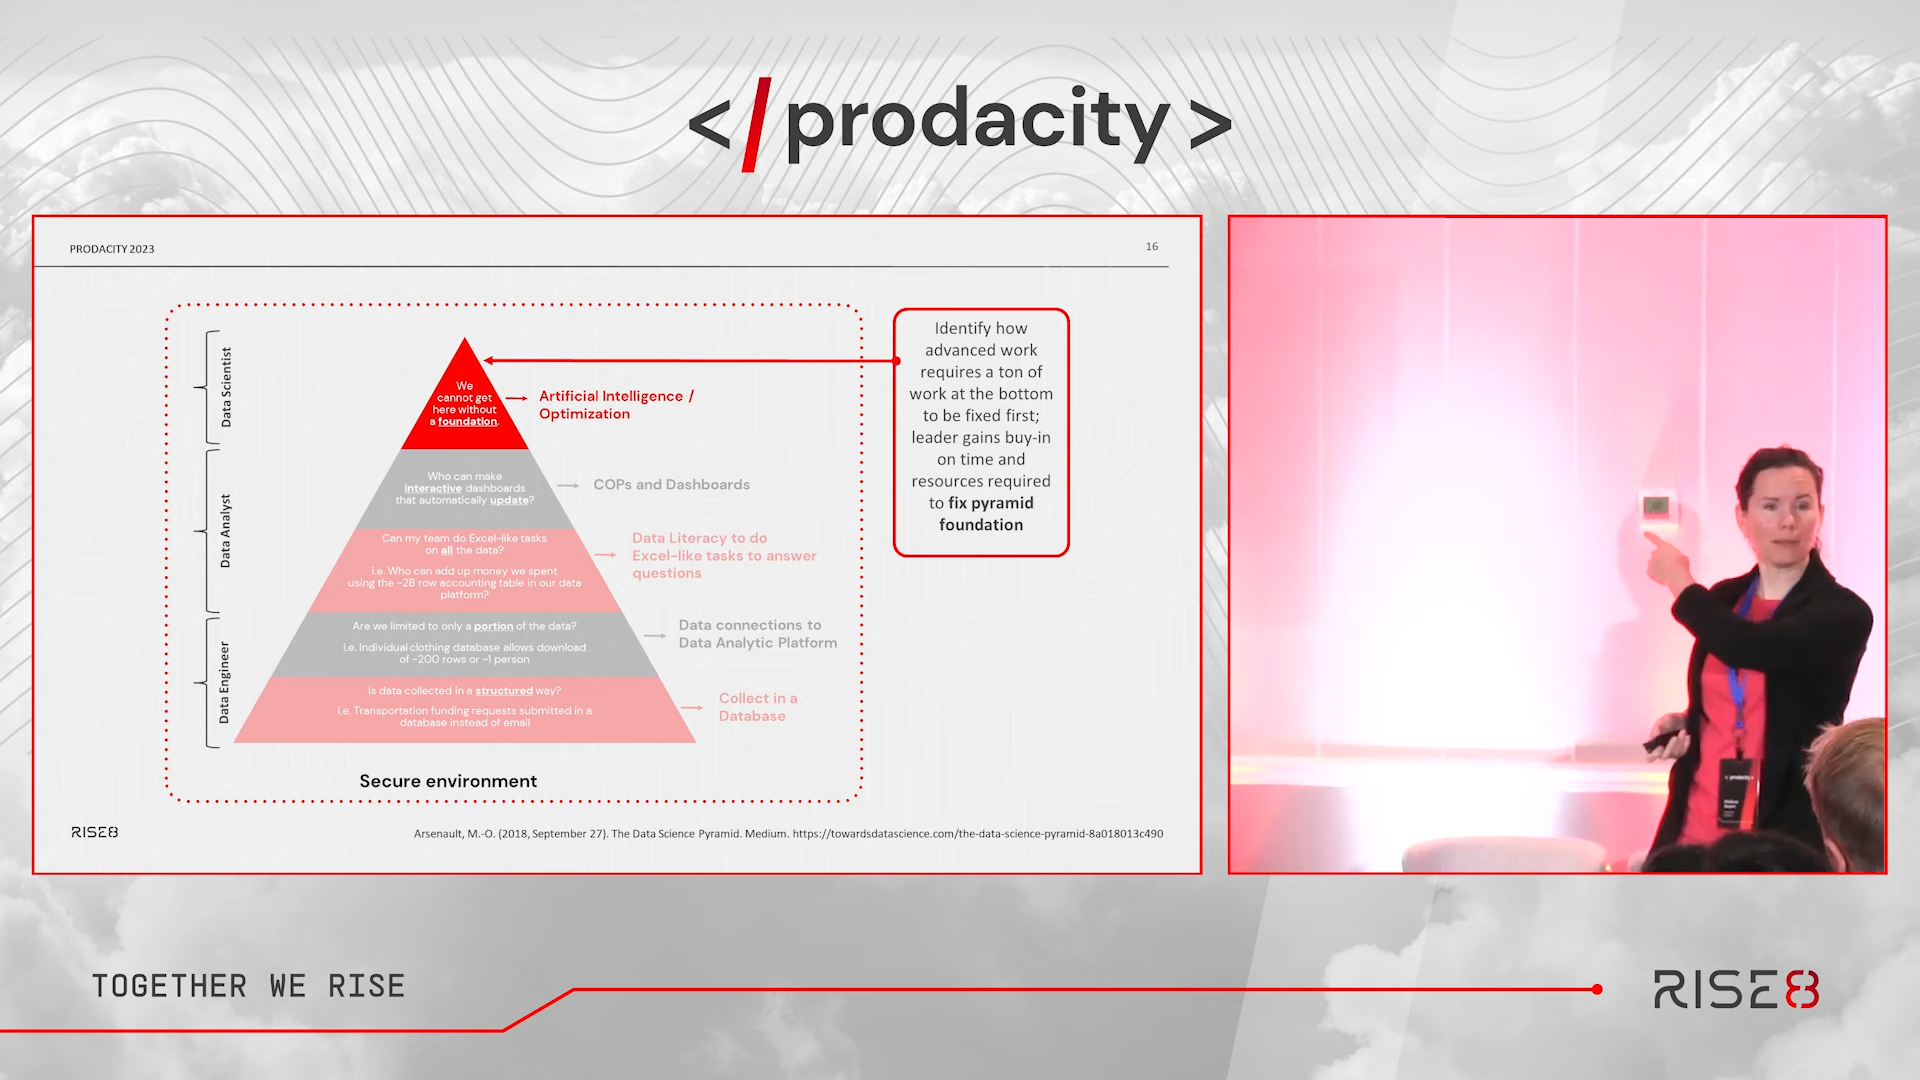 </prodacity>
PRODACITY 2023
16
Data Scientist
We
cannot get
here without
a foundation.
Artificial Intelligence /
Optimization
Identify how
advanced work
requires a ton of
work at the bottom
to be fixed first;
leader gains buy-in
on time and
resources required
to fix pyramid
foundation
Data Analyst
Who can make
interactive dashboards
that automatically update?
COPs and Dashboards
Can my team do Excel-like tasks
on all the data?
i.e. Who can add up money we spent
using the ~2B row accounting table in our data
platform?
Data Literacy to do
Excel-like tasks to answer
questions
Data Engineer
Are we limited to only a portion of the data?
i.e. Individual clothing database allows download
of ~200 rows or ~1 person
Data connections to
Data Analytic Platform
Is data collected in a structured way?
i.e. Transportation funding requests submitted in a
database instead of email
Collect in a
Database
Secure environment
RISE8
Arsenault, M.-O. (2018, September 27). The Data Science Pyramid. Medium. https://towardsdatascience.com/the-data-science-pyramid-8a018013c490
TOGETHER WE RISE
RISE8